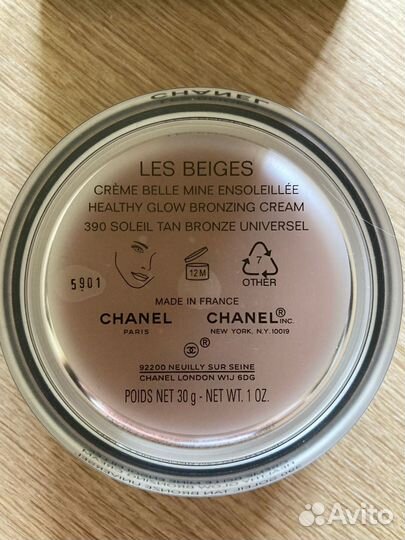 CHANEL
LES BEIGES
CRÈME BELLE MINE ENSOLEILLÉE
HEALTHY GLOW BRONZING CREAM
390 SOLEIL TAN BRONZE UNIVERSEL
5901
12M
7
OTHER
MADE IN FRANCE
CHANEL CHANEL® INC.
PARIS NEW YORK, N.Y. 10019
®
92200 NEUILLY SUR SEINE
CHANEL LONDON W1J 6DG
POIDS NET 30 g - NET WT. 1 OZ.
Avito